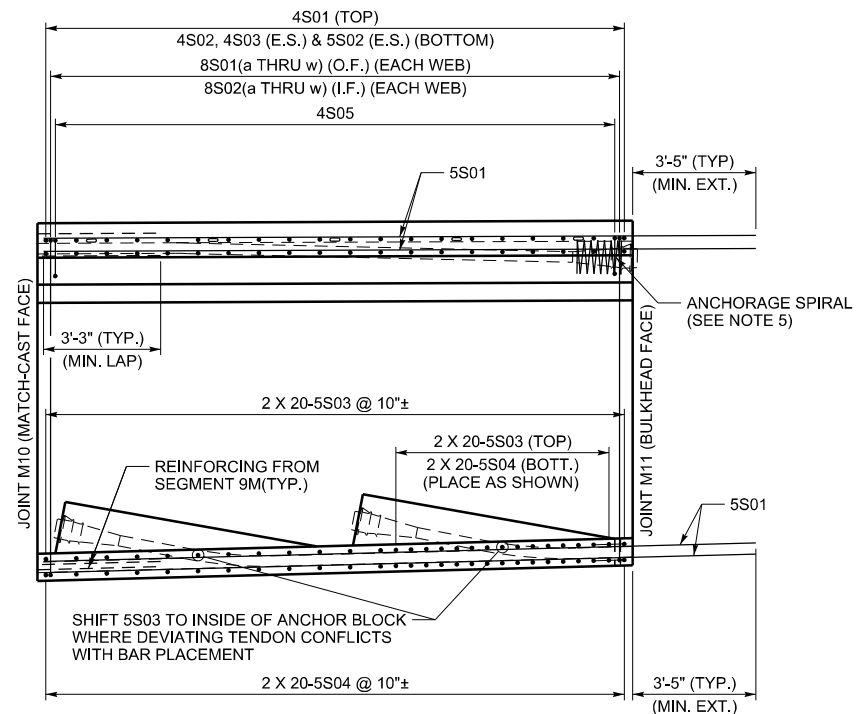 4S01 (TOP)
4S02, 4S03 (E.S.) & 5S02 (E.S.) (BOTTOM)
8S01(a THRU w) (O.F.) (EACH WEB)
8S02(a THRU w) (I.F.) (EACH WEB)
4S05
3'-5" (TYP)
(MIN. EXT.)
5S01
ANCHORAGE SPIRAL
(SEE NOTE 5)
JOINT M10 (MATCH-CAST FACE)
3'-3" (TYP.)
(MIN. LAP)
JOINT M11 (BULKHEAD FACE)
2 X 20-5S03 @ 10"±
2 X 20-5S03 (TOP)
2 X 20-5S04 (BOTT.)
(PLACE AS SHOWN)
REINFORCING FROM
SEGMENT 9M(TYP.)
5S01
SHIFT 5S03 TO INSIDE OF ANCHOR BLOCK
WHERE DEVIATING TENDON CONFLICTS
WITH BAR PLACEMENT
2 X 20-5S04 @ 10"±
3'-5" (TYP.)
(MIN. EXT.)